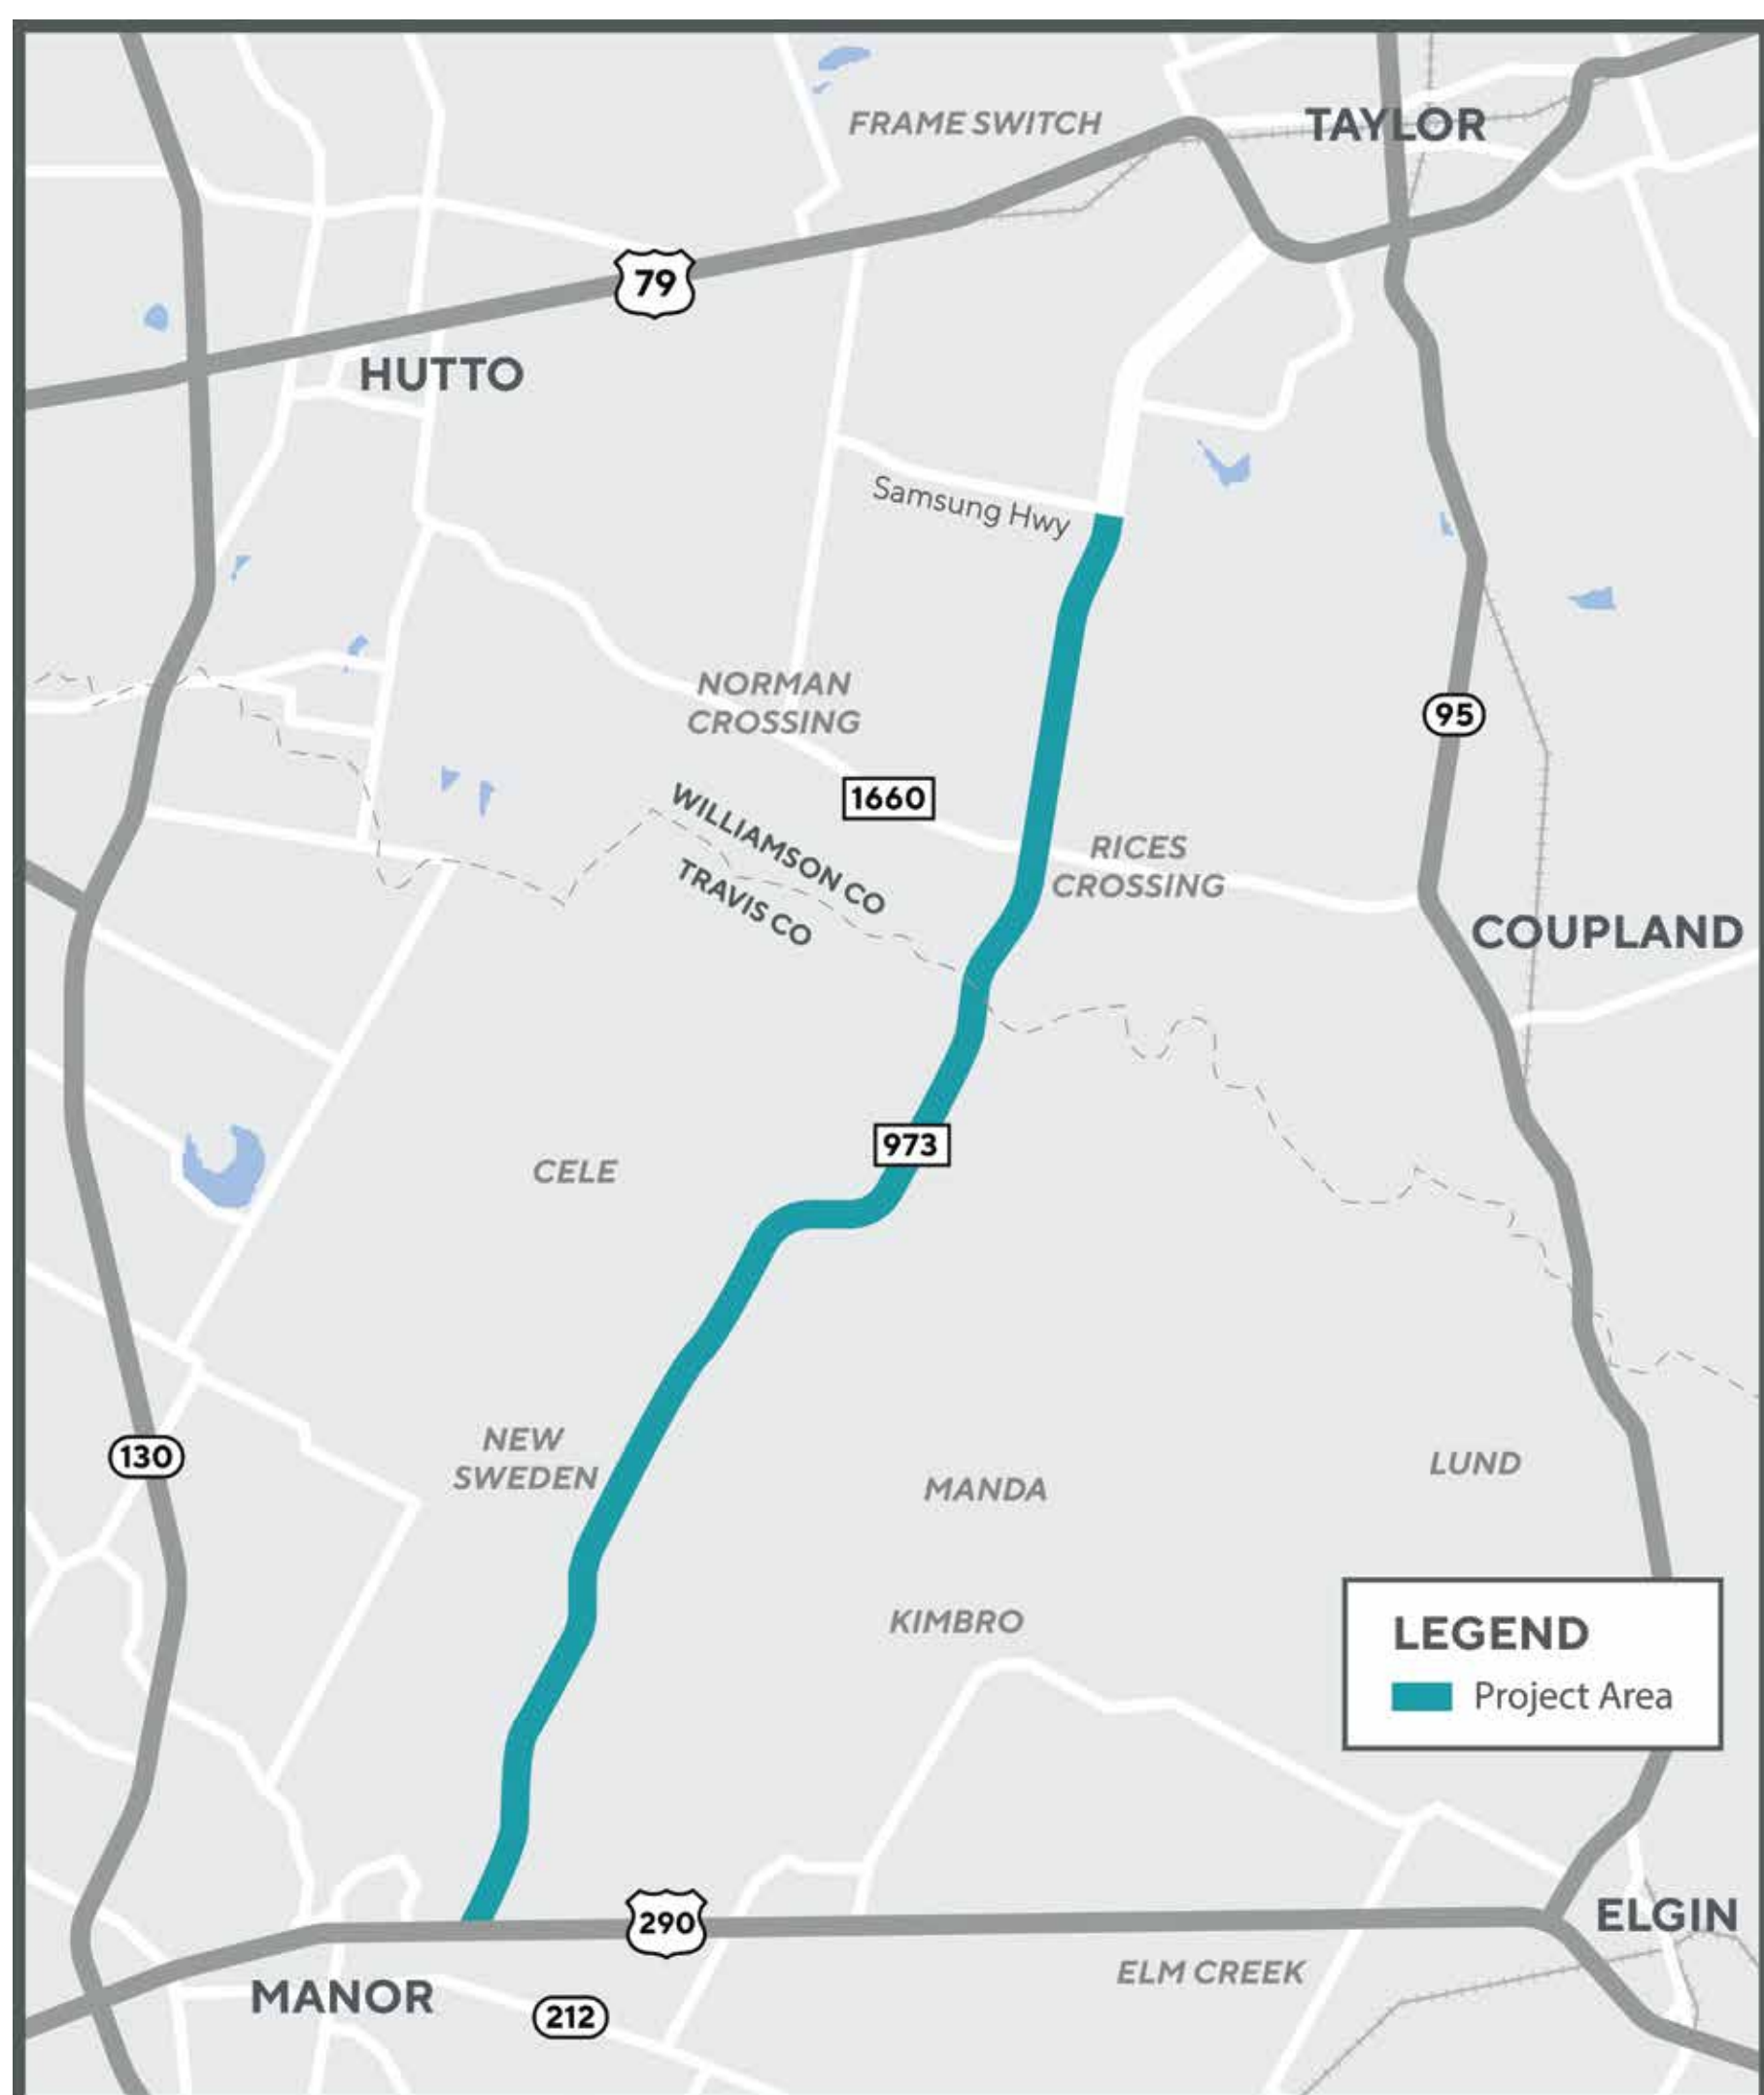 FRAME SWITCH
TAYLOR
79
HUTTO
Samsung Hwy
NORMAN
CROSSING
95
1660
WILLIAMSON CO
TRAVIS CO
RICES
CROSSING
COUPLAND
973
CELE
NEW
SWEDEN
130
MANDA
LUND
KIMBRO
LEGEND
Project Area
290
ELGIN
MANOR
212
ELM CREEK